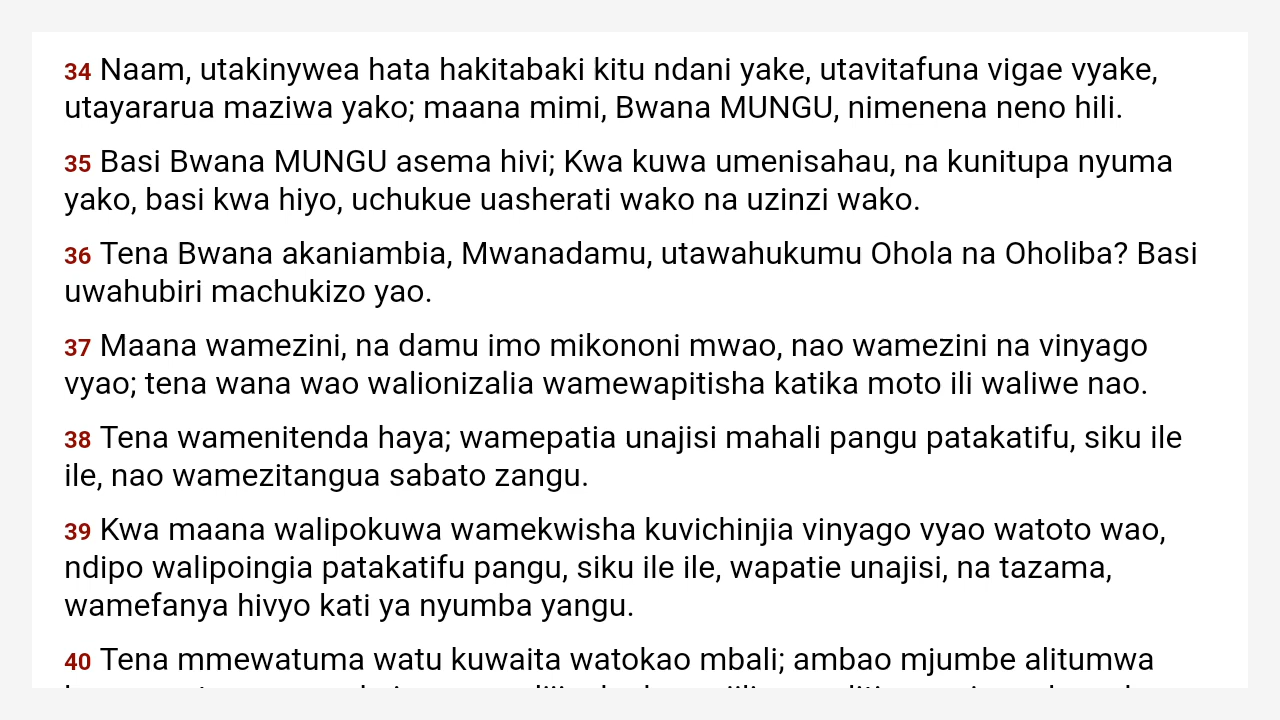 34 Naam, utakinywea hata hakitabaki kitu ndani yake, utavitafuna vigae vyake,
utayararua maziwa yako; maana mimi, Bwana MUNGU, nimenena neno hili.
35 Basi Bwana MUNGU asema hivi; Kwa kuwa umenisahau, na kunitupa nyuma
yako, basi kwa hiyo, uchukue uasherati wako na uzinzi wako.
36 Tena Bwana akaniambia, Mwanadamu, utawahukumu Ohola na Oholiba? Basi
uwahubiri machukizo yao.
37 Maana wamezini, na damu imo mikononi mwao, nao wamezini na vinyago
vyao; tena wana wao walionizalia wamewapitisha katika moto ili waliwe nao.
38 Tena wamenitenda haya; wamepatia unajisi mahali pangu patakatifu, siku ile
ile, nao wamezitangua sabato zangu.
39 Kwa maana walipokuwa wamekwisha kuvichinjia vinyago vyao watoto wao,
ndipo walipoingia patakatifu pangu, siku ile ile, wapatie unajisi, na tazama,
wamefanya hivyo kati ya nyumba yangu.
40 Tena mmewatuma watu kuwaita watokao mbali; ambao mjumbe alitumwa